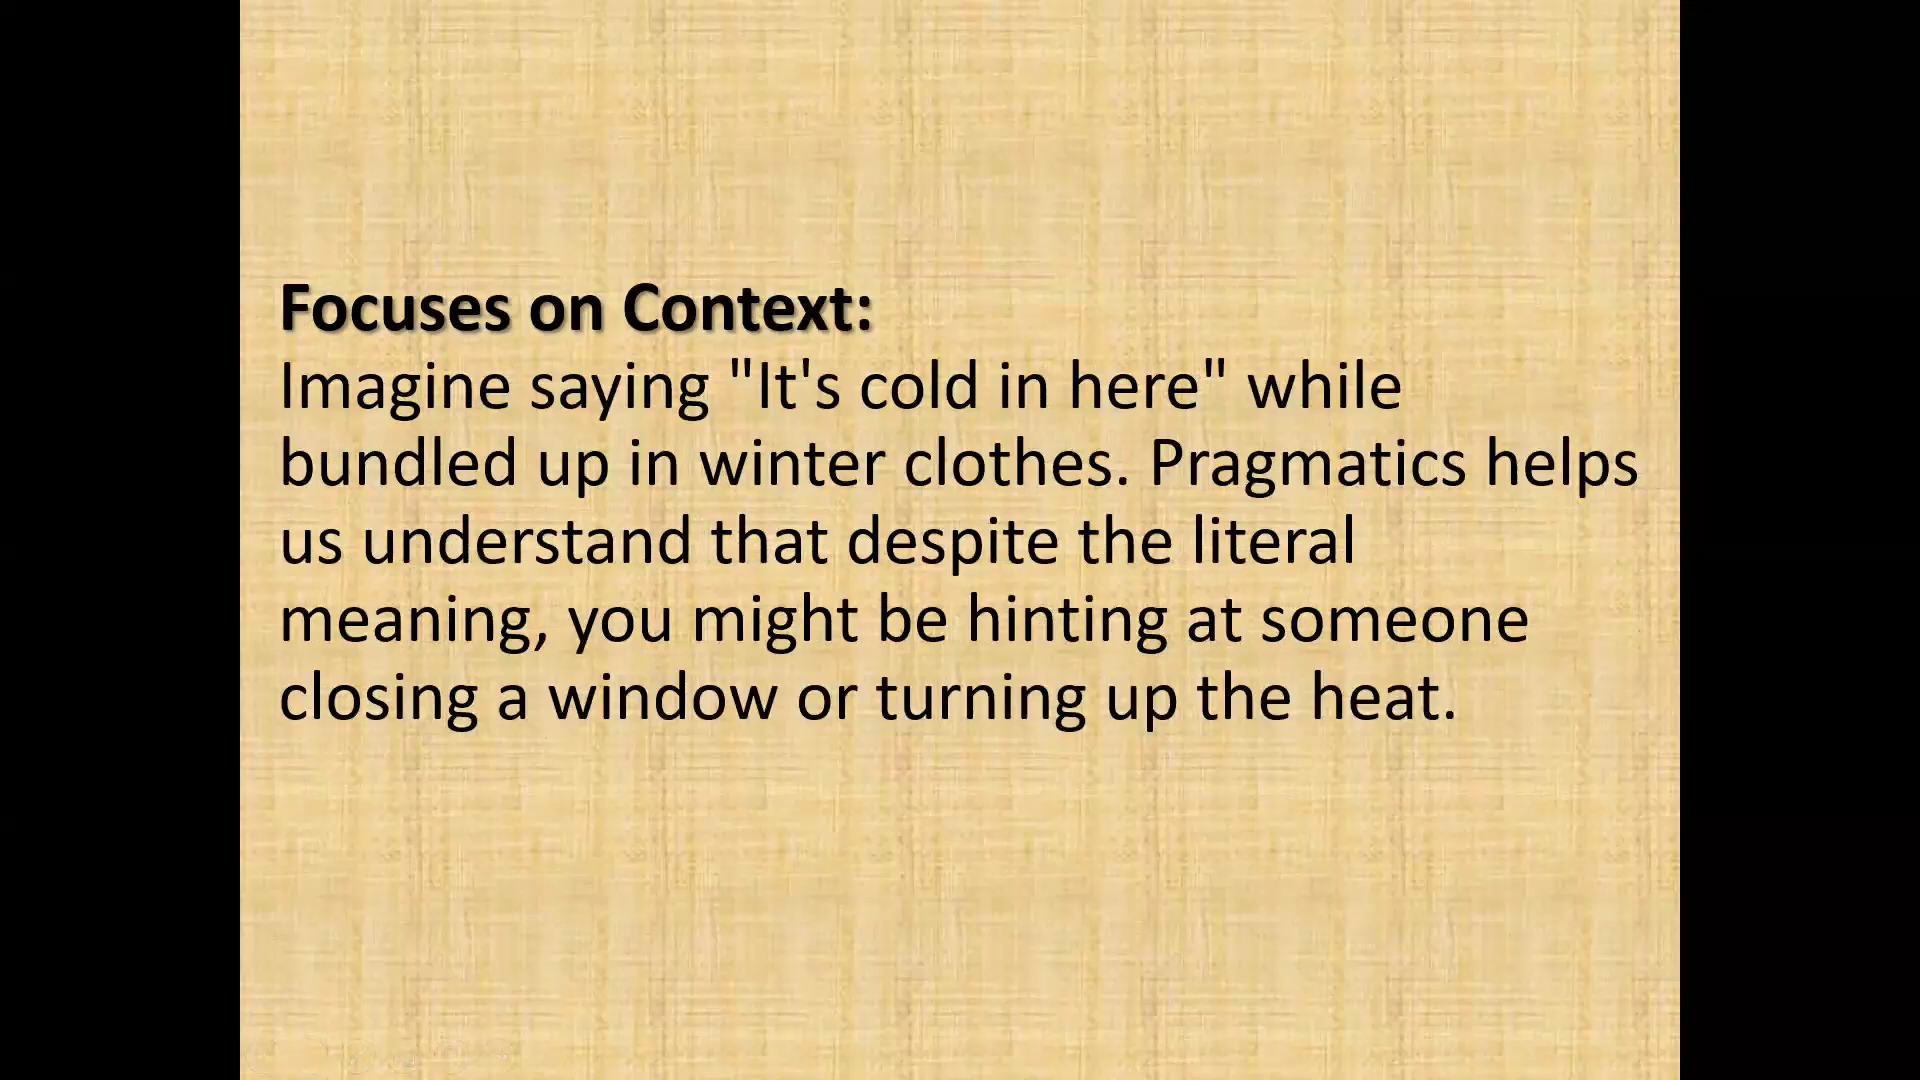 Focuses on Context:
Imagine saying "It's cold in here" while
bundled up in winter clothes. Pragmatics helps
us understand that despite the literal
meaning, you might be hinting at someone
closing a window or turning up the heat.